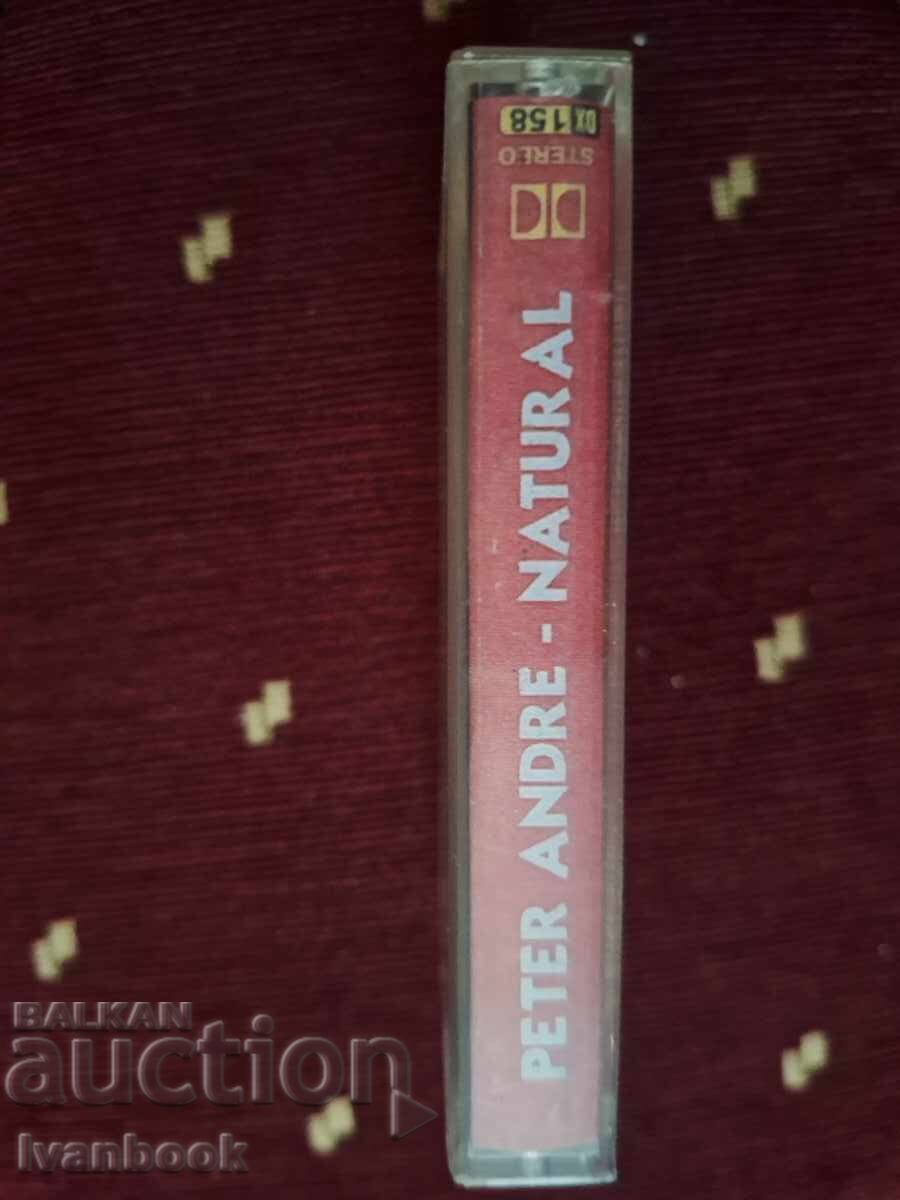 DX 158
STEREO
PETER ANDRE - NATURAL
BALKAN
auction
Ivanbook